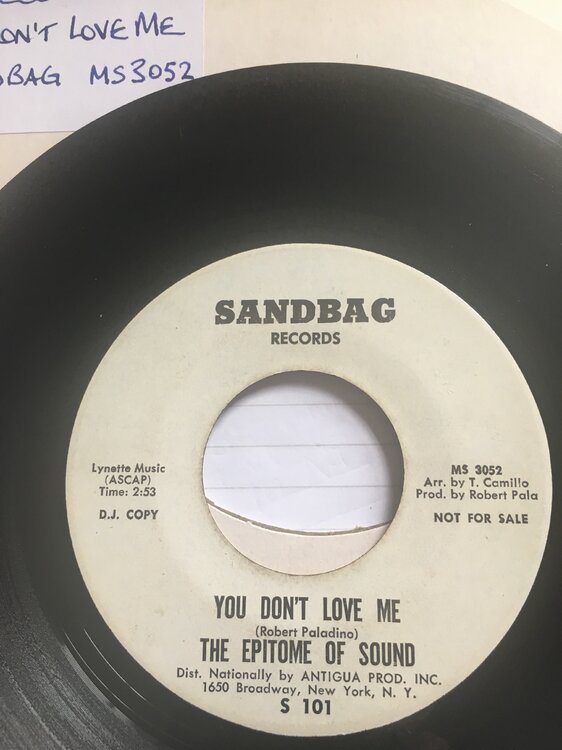 ON'T LOVE ME
BAG MS3052
SANDBAG
RECORDS
Lynette Music
(ASCAP)
Time: 2:53
D.J. COPY
MS 3052
Arr. by T. Camillo
Prod. by Robert Pala
NOT FOR SALE
YOU DON'T LOVE ME
(Robert Paladino)
THE EPITOME OF SOUND
Dist. Nationally by ANTIGUA PROD. INC.
1650 Broadway, New York, N. Y.
S 101